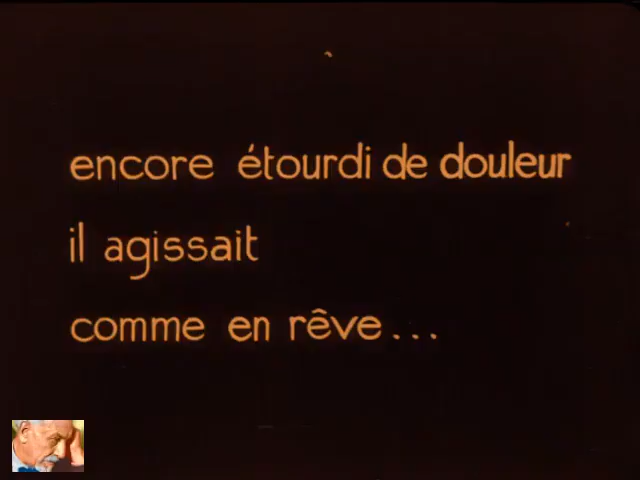 encore étourdi de douleur
il agissait
comme en rêve...